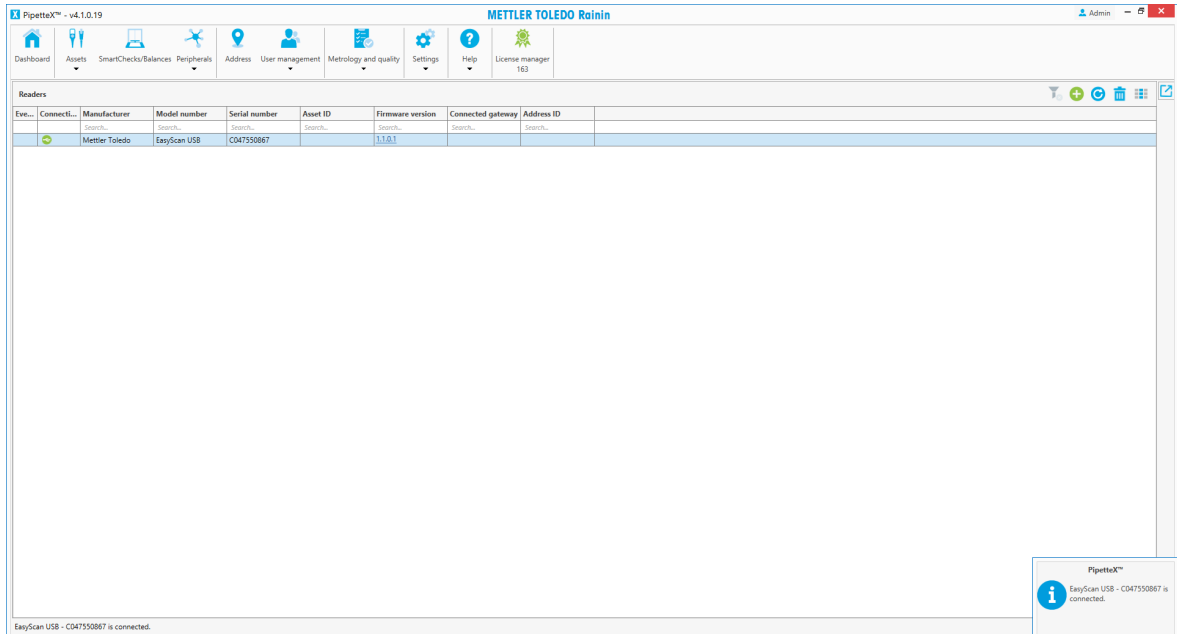 X PipetteX™ - v4.1.0.19
METTLER TOLEDO Rainin
Admin
Dashboard
Assets
SmartChecks/Balances
Peripherals
Address
User management
Metrology and quality
Settings
Help
License manager
163
Readers
Eve... Connecti... Manufacturer Model number Serial number Asset ID Firmware version Connected gateway Address ID
Search... Search... Search... Search... Search... Search... Search...
Mettler Toledo EasyScan USB C047550867 1.1.0.1
PipetteX™
EasyScan USB - C047550867 is
connected.
EasyScan USB - C047550867 is connected.